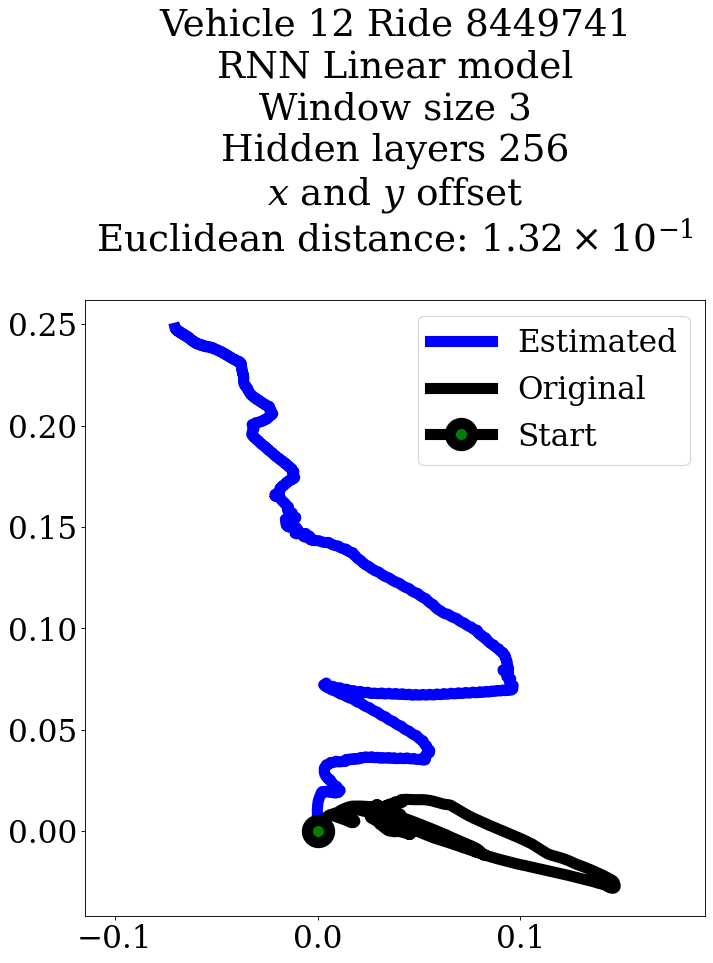 Vehicle 12 Ride 8449741
RNN Linear model
Window size 3
Hidden layers 256
x and y offset
Euclidean distance: 1.32 × 10⁻¹
Estimated
Original
Start
0.25
0.20
0.15
0.10
0.05
0.00
−0.1
0.0
0.1